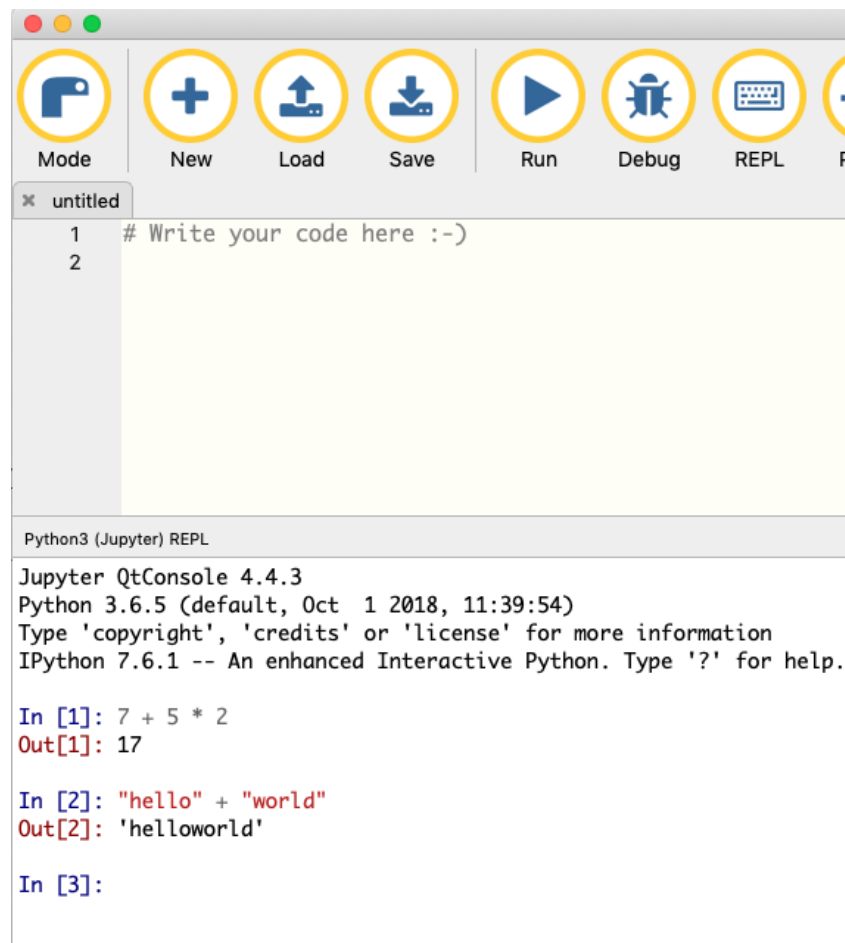 Mode New Load Save Run Debug REPL
untitled
1 # Write your code here :-)
2
Python3 (Jupyter) REPL
Jupyter QtConsole 4.4.3
Python 3.6.5 (default, Oct  1 2018, 11:39:54)
Type 'copyright', 'credits' or 'license' for more information
IPython 7.6.1 -- An enhanced Interactive Python. Type '?' for help.
In [1]: 7 + 5 * 2
Out[1]: 17
In [2]: "hello" + "world"
Out[2]: 'helloworld'
In [3]: